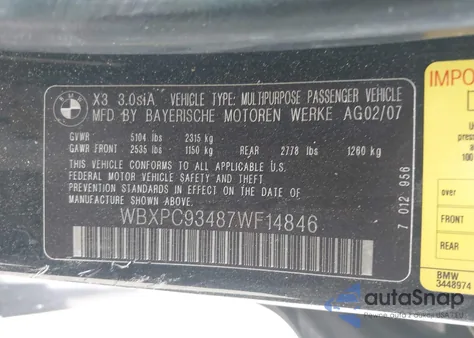 BMW
X3 3.0siA VEHICLE TYPE: MULTIPURPOSE PASSENGER VEHICLE
MFD BY BAYERISCHE MOTOREN WERKE AG02/07
GVWR 5104 lbs 2315 kg
GAWR FRONT 2535 lbs 1150 kg REAR 2778 lbs 1260 kg
THIS VEHICLE CONFORMS TO ALL APPLICABLE U.S.
FEDERAL MOTOR VEHICLE SAFETY AND THEFT
PREVENTION STANDARDS IN EFFECT ON THE DATE OF
MANUFACTURE SHOWN ABOVE.
WBXPC93487WF14846
7 012 956
IMPO
FRONT
REAR
BMW
3448974
autoSnap